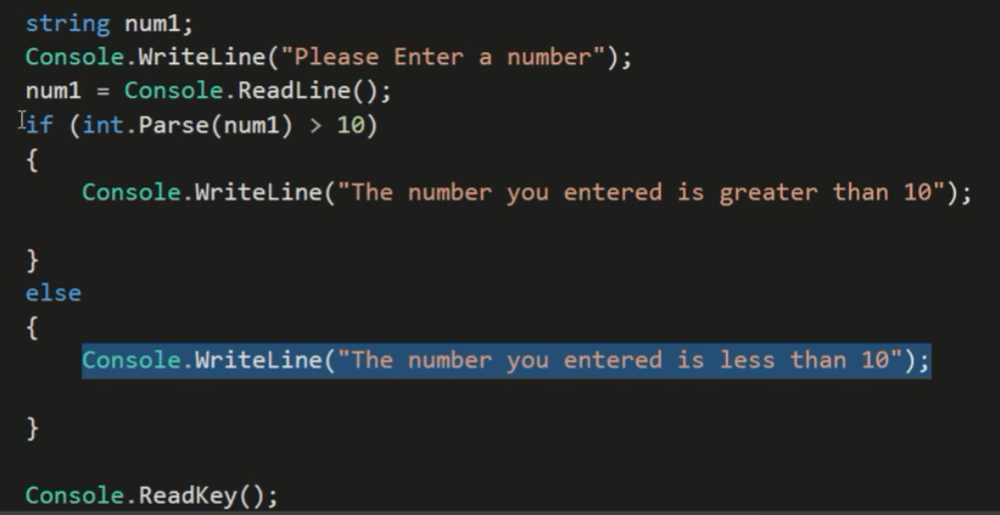 string num1;
Console.WriteLine("Please Enter a number");
num1 = Console.ReadLine();
if (int.Parse(num1) > 10)
{
    Console.WriteLine("The number you entered is greater than 10");
}
else
{
    Console.WriteLine("The number you entered is less than 10");
}
Console.ReadKey();